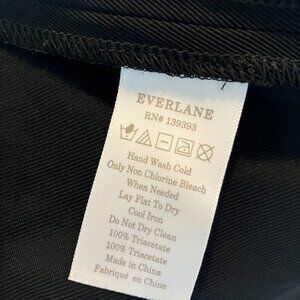 EVERLANE
RN# 139393
Hand Wash Cold
Only Non Chlorine Bleach
When Needed
Lay Flat To Dry
Cool Iron
Do Not Dry Clean
100% Triacetate
100% Triacetate
Made in China
Fabriqué en China